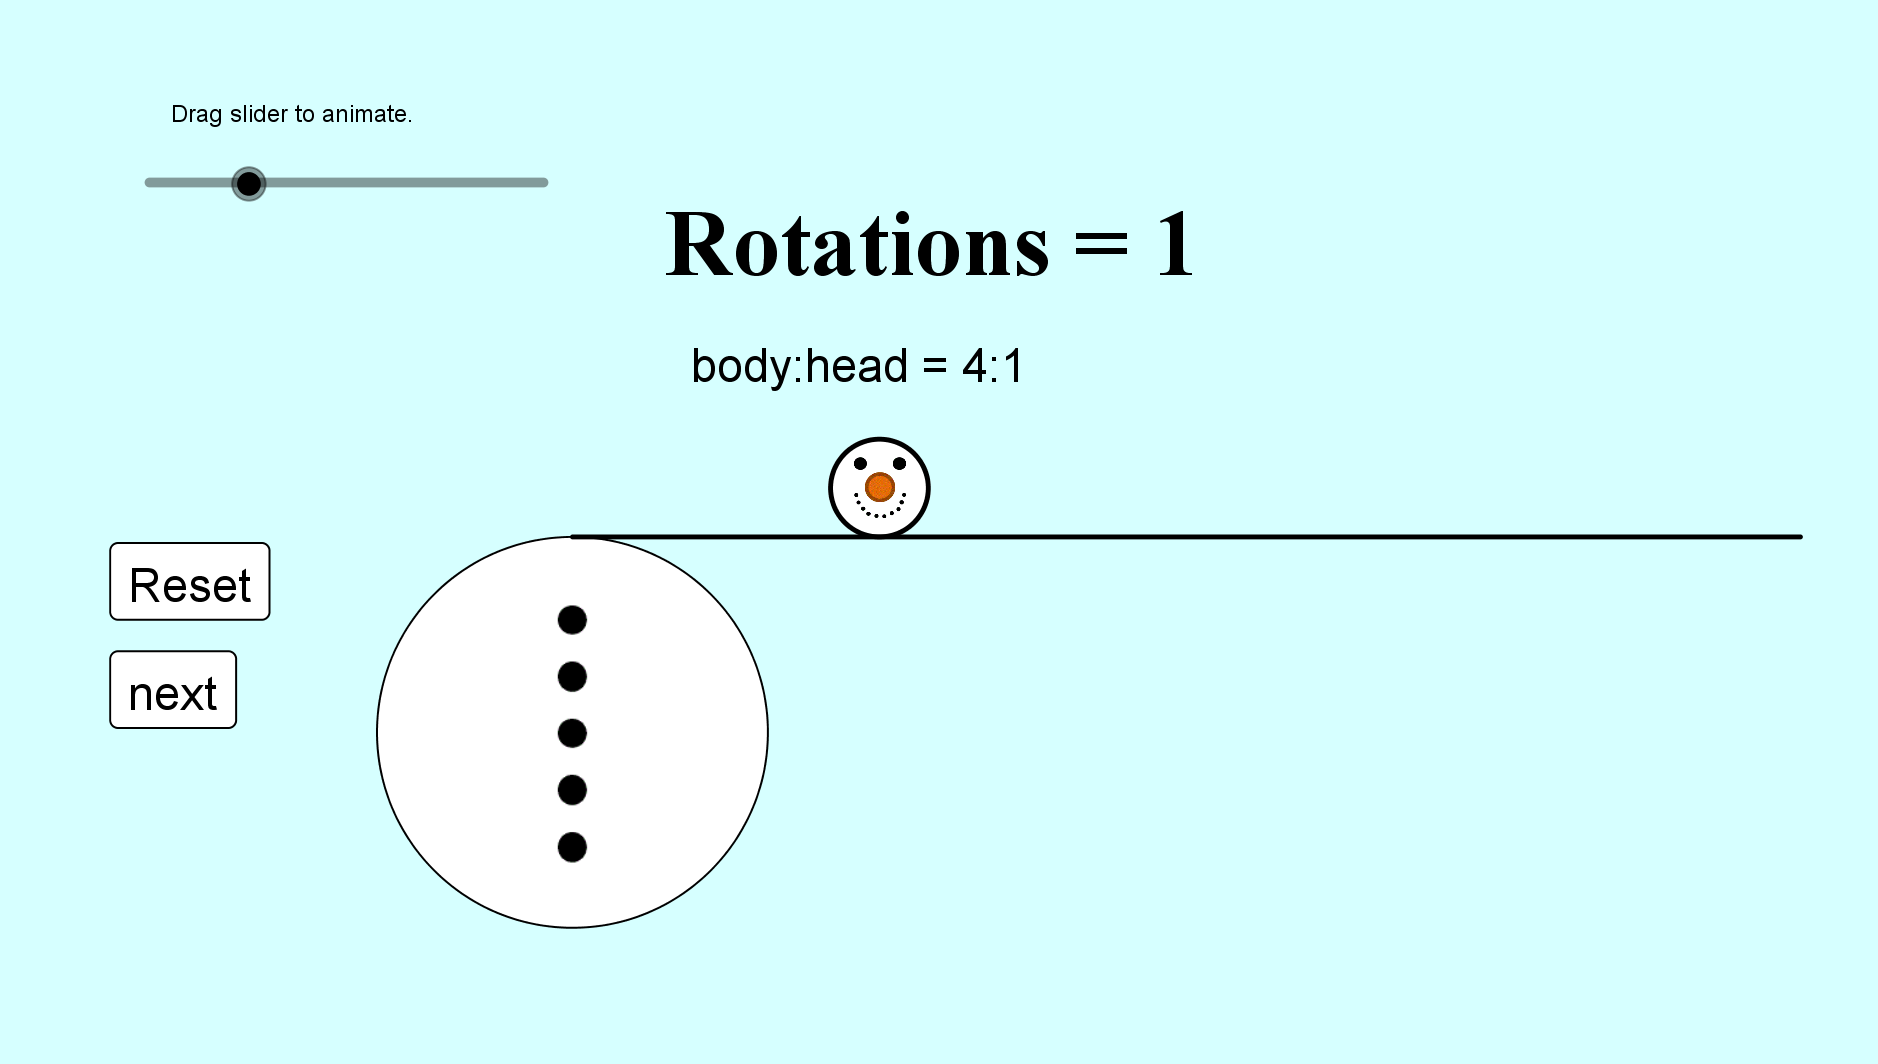 Drag slider to animate.
Rotations = 1
body:head = 4:1
Reset
next